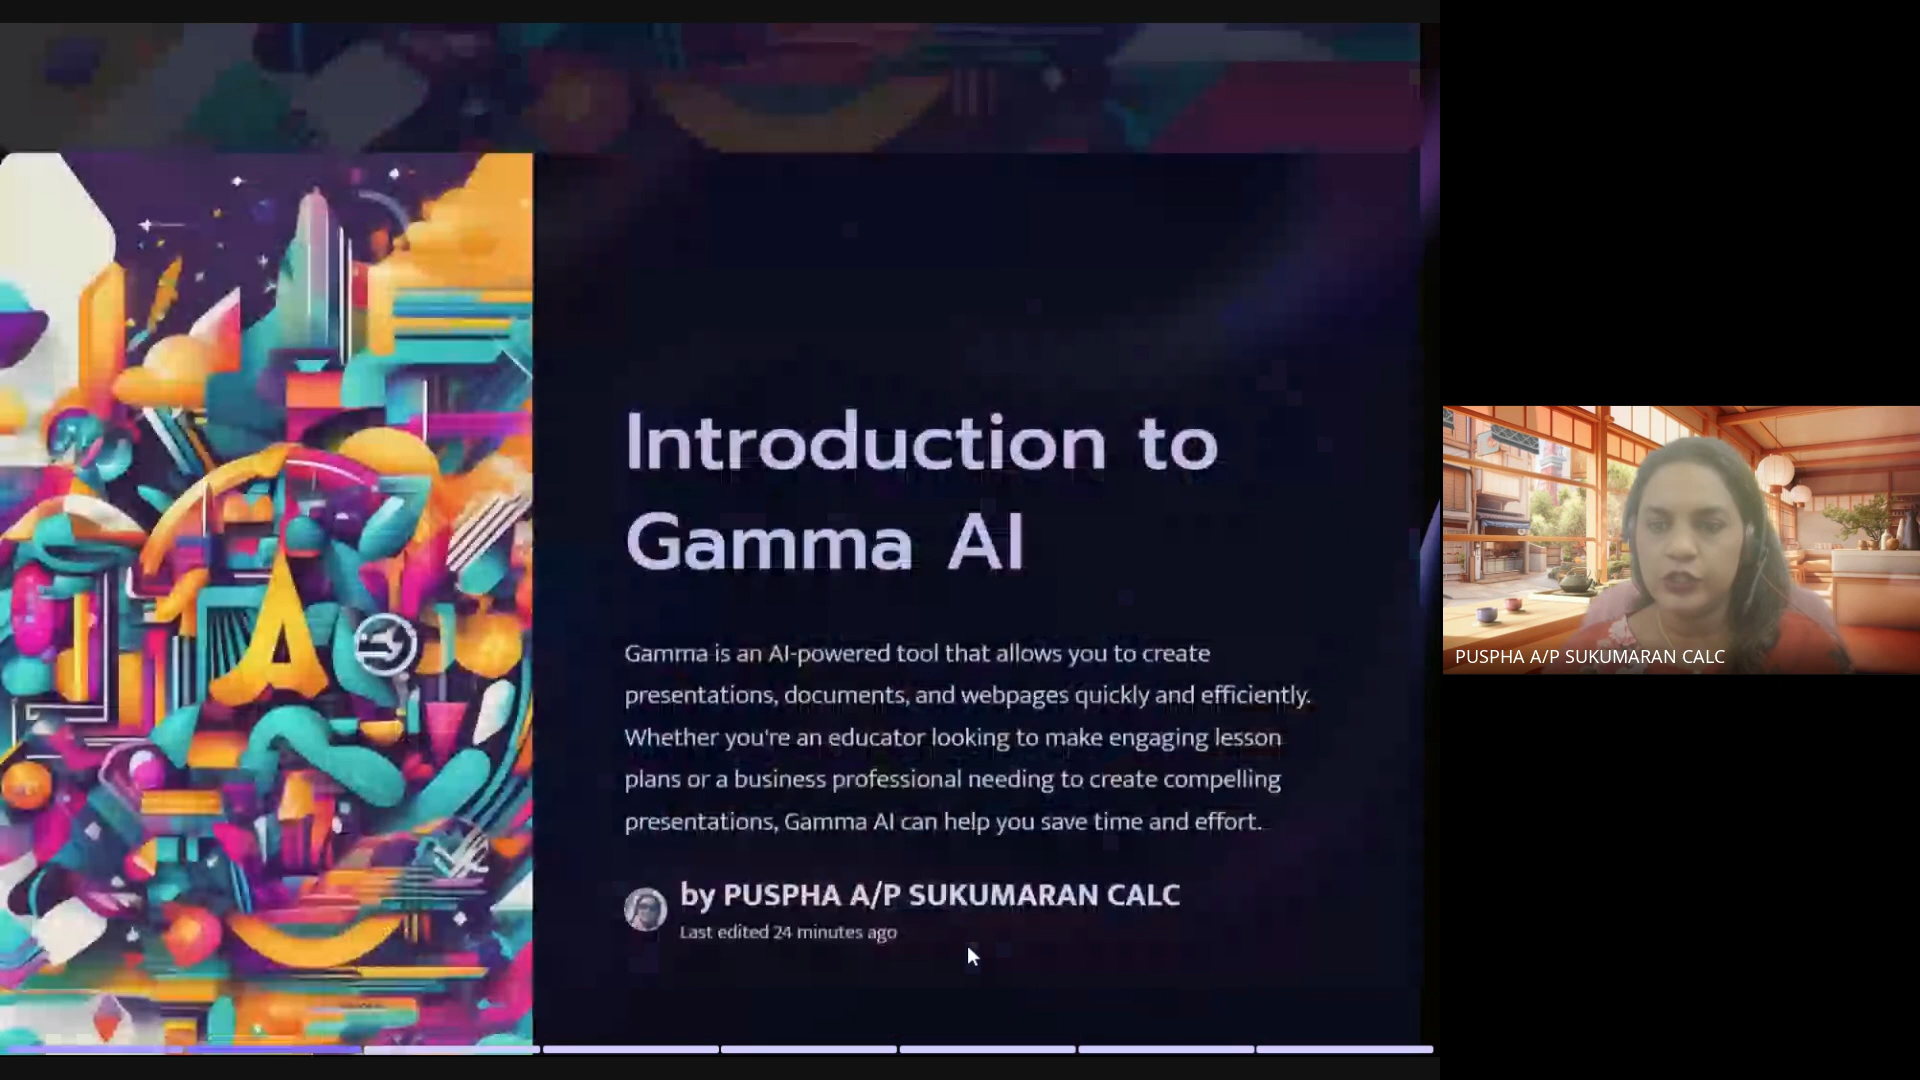 Introduction to
Gamma AI
Gamma is an AI-powered tool that allows you to create
presentations, documents, and webpages quickly and efficiently.
Whether you're an educator looking to make engaging lesson
plans or a business professional needing to create compelling
presentations, Gamma AI can help you save time and effort.
by PUSPHA A/P SUKUMARAN CALC
Last edited 24 minutes ago
PUSPHA A/P SUKUMARAN CALC